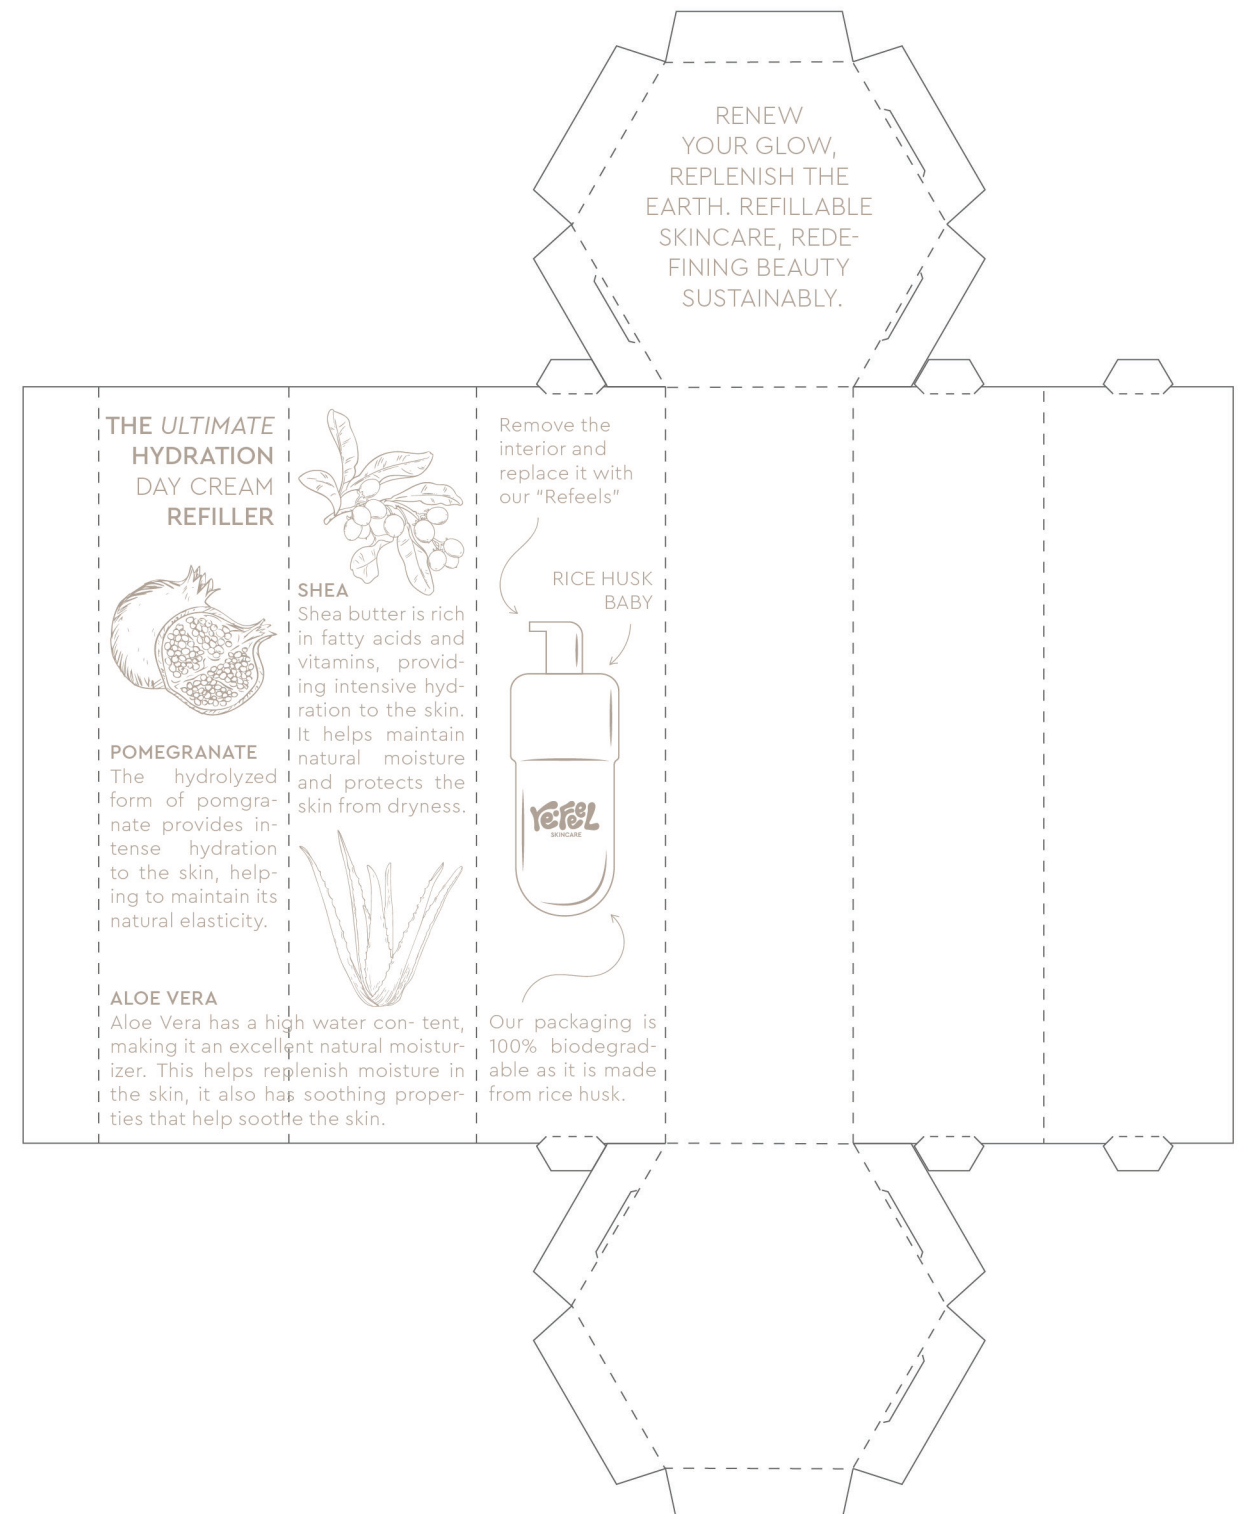 RENEW
YOUR GLOW,
REPLENISH THE
EARTH. REFILLABLE
SKINCARE, REDE-
FINING BEAUTY
SUSTAINABLY.
THE ULTIMATE
HYDRATION
DAY CREAM
REFILLER
POMEGRANATE
The hydrolyzed
form of pomgra-
nate provides in-
tense hydration
to the skin, help-
ing to maintain its
natural elasticity.
SHEA
Shea butter is rich
in fatty acids and
vitamins, provid-
ing intensive hyd-
ration to the skin.
It helps maintain
natural moisture
and protects the
skin from dryness.
ALOE VERA
Aloe Vera has a high water con- tent,
making it an excellent natural moistur-
izer. This helps replenish moisture in
the skin, it also has soothing proper-
ties that help soothe the skin.
Remove the
interior and
replace it with
our “Refeels”
RICE HUSK
BABY
Re:Feel
SKINCARE
Our packaging is
100% biodegrad-
able as it is made
from rice husk.